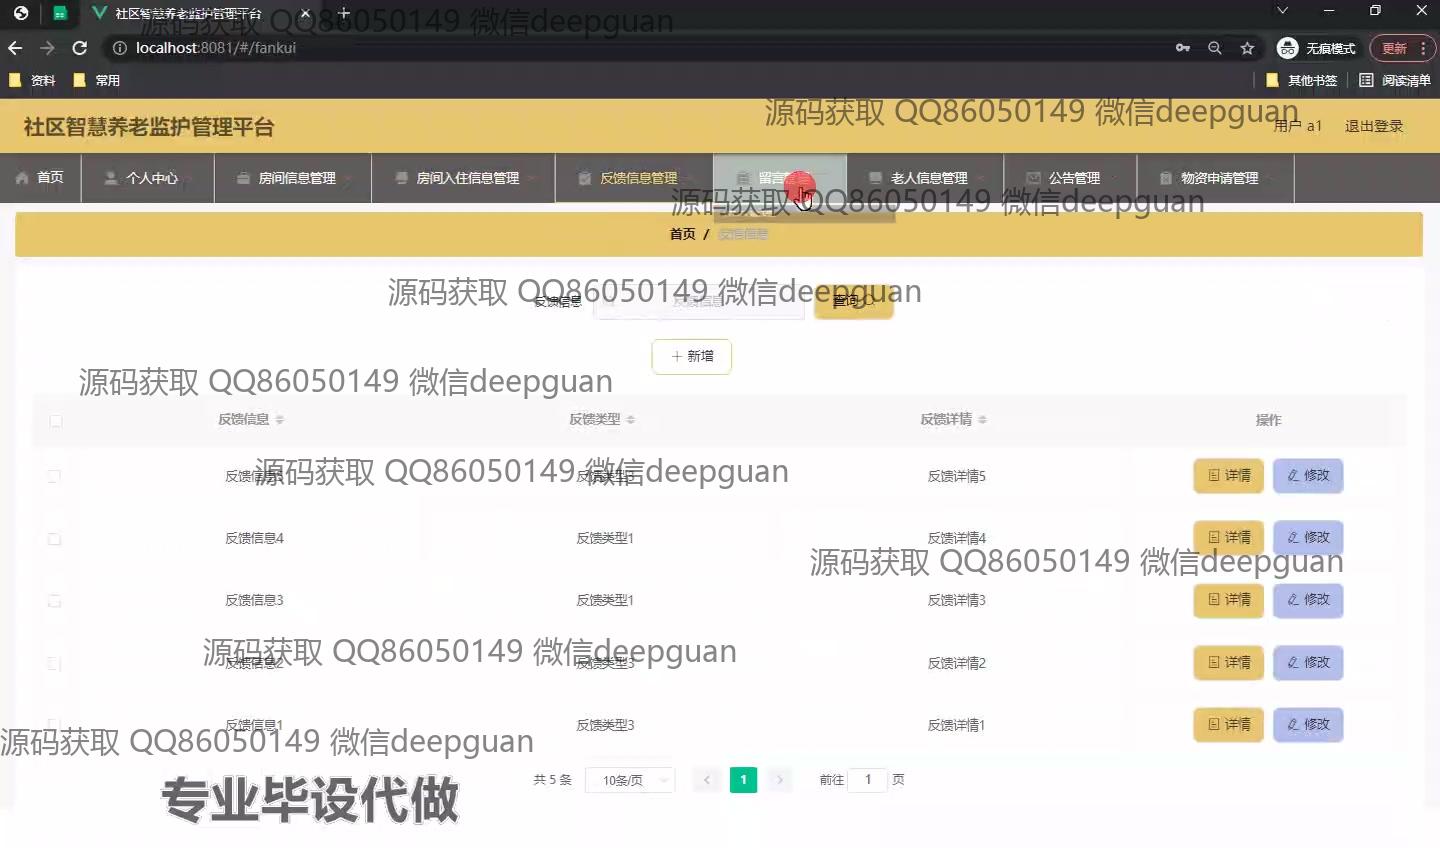 社区智慧养老监护管理平台
源码获取 QQ86050149 微信deepguan
localhost:8081/#/fankui
无痕模式
更新
资料
常用
其他书签
阅读清单
源码获取 QQ86050149 微信deepguan
社区智慧养老监护管理平台
用户 a1
退出登录
首页
个人中心
房间信息管理
房间入住信息管理
反馈信息管理
留言管理
老人信息管理
公告管理
物资申请管理
源码获取 QQ86050149 微信deepguan
首页 / 反馈信息
源码获取 QQ86050149 微信deepguan
反馈信息
反馈信息
查询
新增
源码获取 QQ86050149 微信deepguan
反馈信息
反馈类型
反馈详情
操作
源码获取 QQ86050149 微信deepguan
反馈信息5
反馈类型3
反馈详情5
详情
修改
反馈信息4
反馈类型1
反馈详情4
详情
修改
源码获取 QQ86050149 微信deepguan
反馈信息3
反馈类型1
反馈详情3
详情
修改
源码获取 QQ86050149 微信deepguan
反馈信息2
反馈类型3
反馈详情2
详情
修改
反馈信息1
反馈类型3
反馈详情1
详情
修改
源码获取 QQ86050149 微信deepguan
共 5 条
10条/页
1
前往 1 页
专业毕设代做